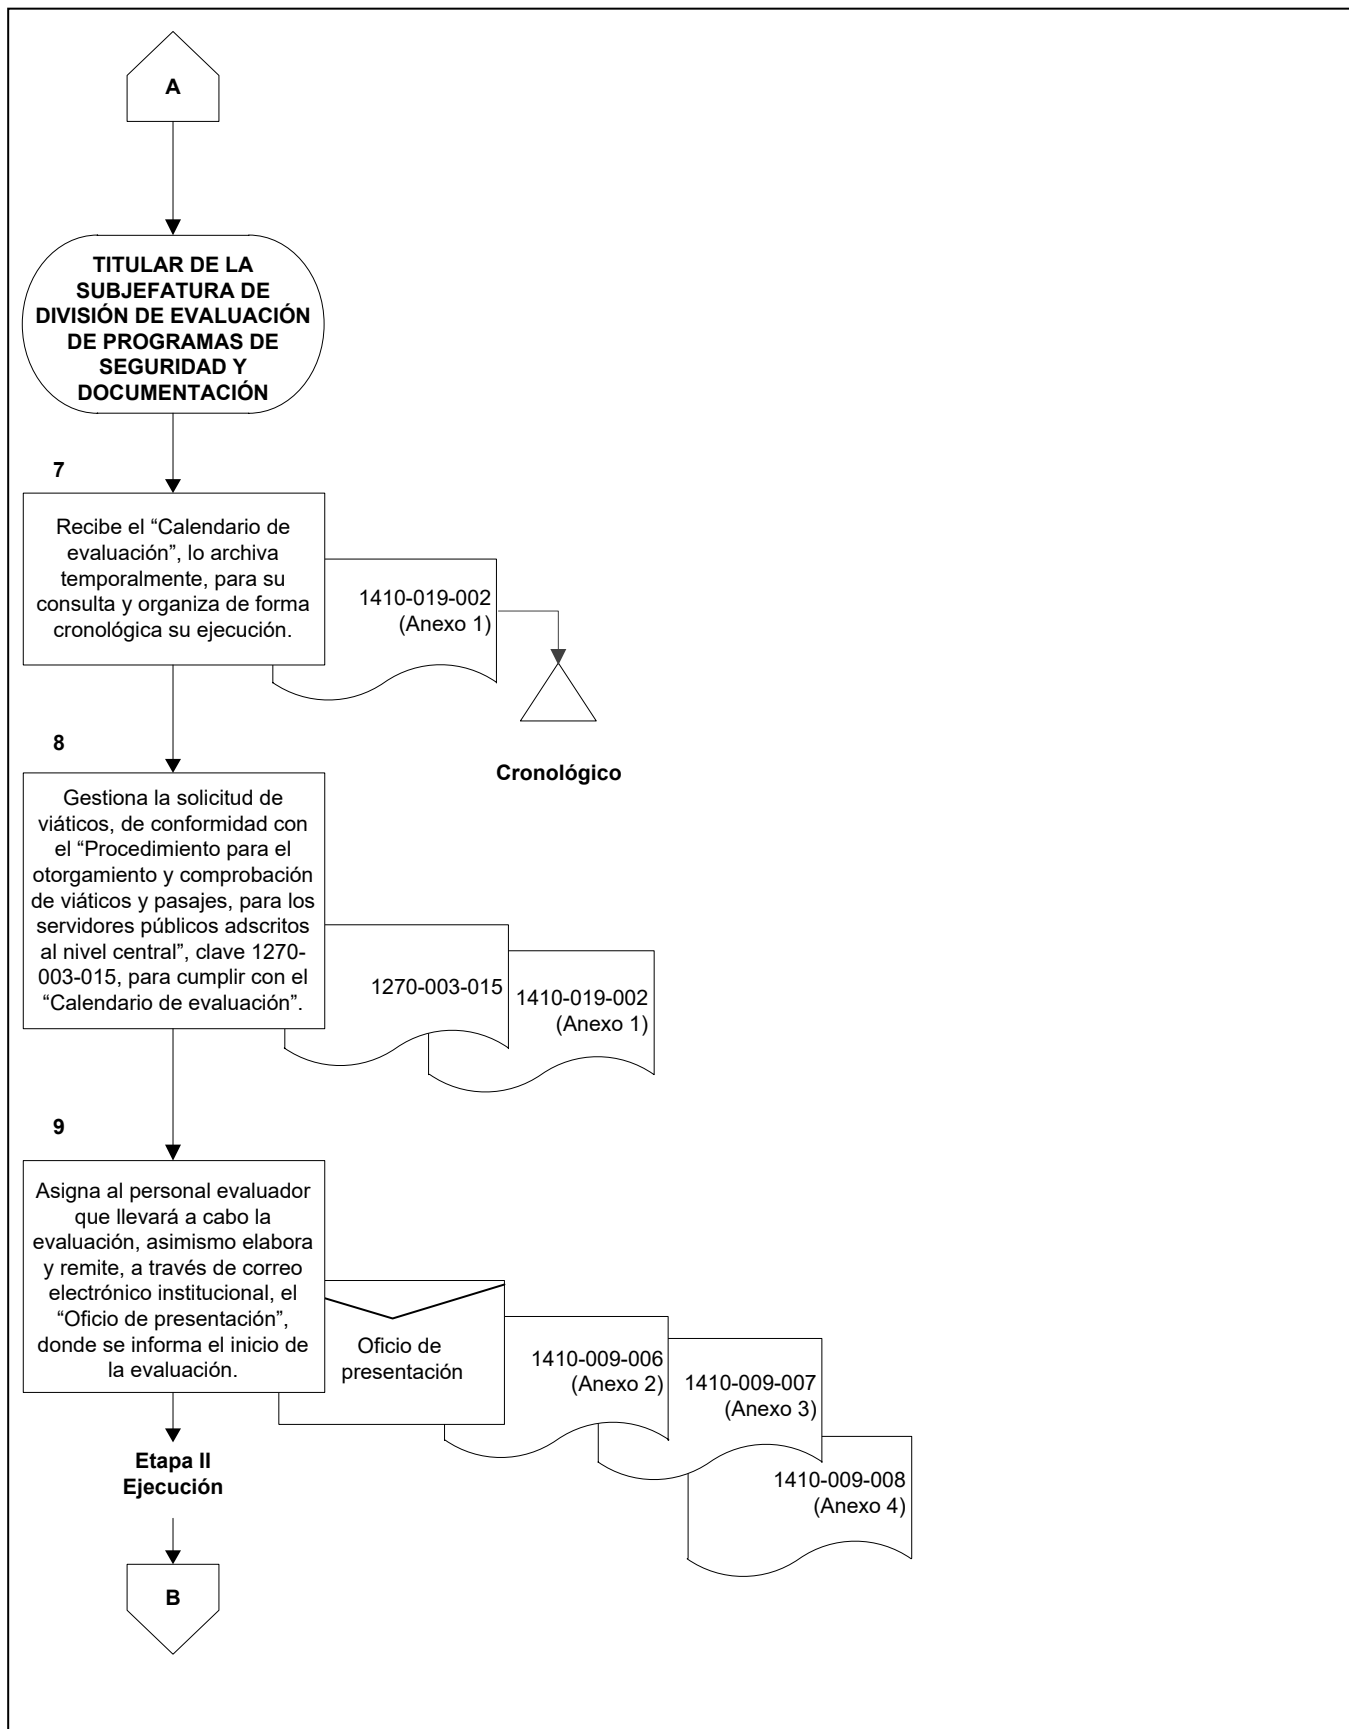 A
TITULAR DE LA
SUBJEFATURA DE
DIVISIÓN DE EVALUACIÓN
DE PROGRAMAS DE
SEGURIDAD Y
DOCUMENTACIÓN
7
Recibe el “Calendario de
evaluación”, lo archiva
temporalmente, para su
consulta y organiza de forma
cronológica su ejecución.
1410-019-002
(Anexo 1)
Cronológico
8
Gestiona la solicitud de
viáticos, de conformidad con
el “Procedimiento para el
otorgamiento y comprobación
de viáticos y pasajes, para los
servidores públicos adscritos
al nivel central”, clave 1270-
003-015, para cumplir con el
“Calendario de evaluación”.
1270-003-015
1410-019-002
(Anexo 1)
9
Asigna al personal evaluador
que llevará a cabo la
evaluación, asimismo elabora
y remite, a través de correo
electrónico institucional, el
“Oficio de presentación”,
donde se informa el inicio de
la evaluación.
Oficio de
presentación
1410-009-006
(Anexo 2)
1410-009-007
(Anexo 3)
1410-009-008
(Anexo 4)
Etapa II
Ejecución
B